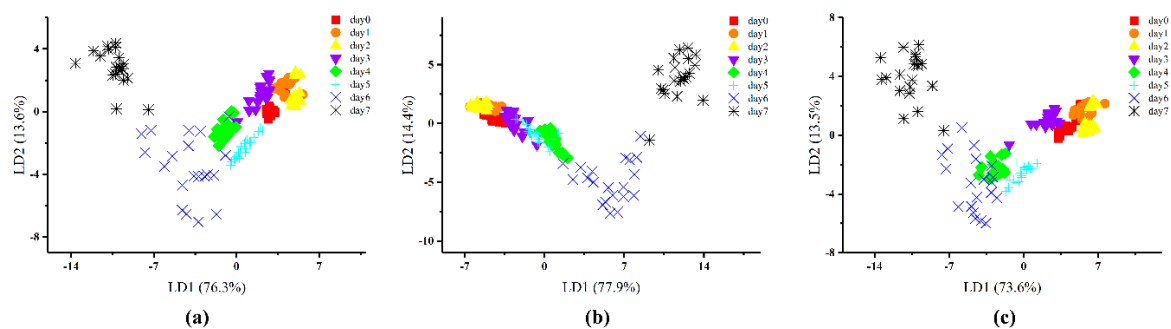 day0
day1
day2
day3
day4
day5
day6
day7
4
0
-4
-8
LD2 (13.6%)
-14 -7 0 7
LD1 (76.3%)
(a)
day0
day1
day2
day3
day4
day5
day6
day7
10
5
0
-5
-10
LD2 (14.4%)
-7 0 7 14
LD1 (77.9%)
(b)
day0
day1
day2
day3
day4
day5
day6
day7
8
4
0
-4
-8
LD2 (13.5%)
-14 -7 0 7
LD1 (73.6%)
(c)